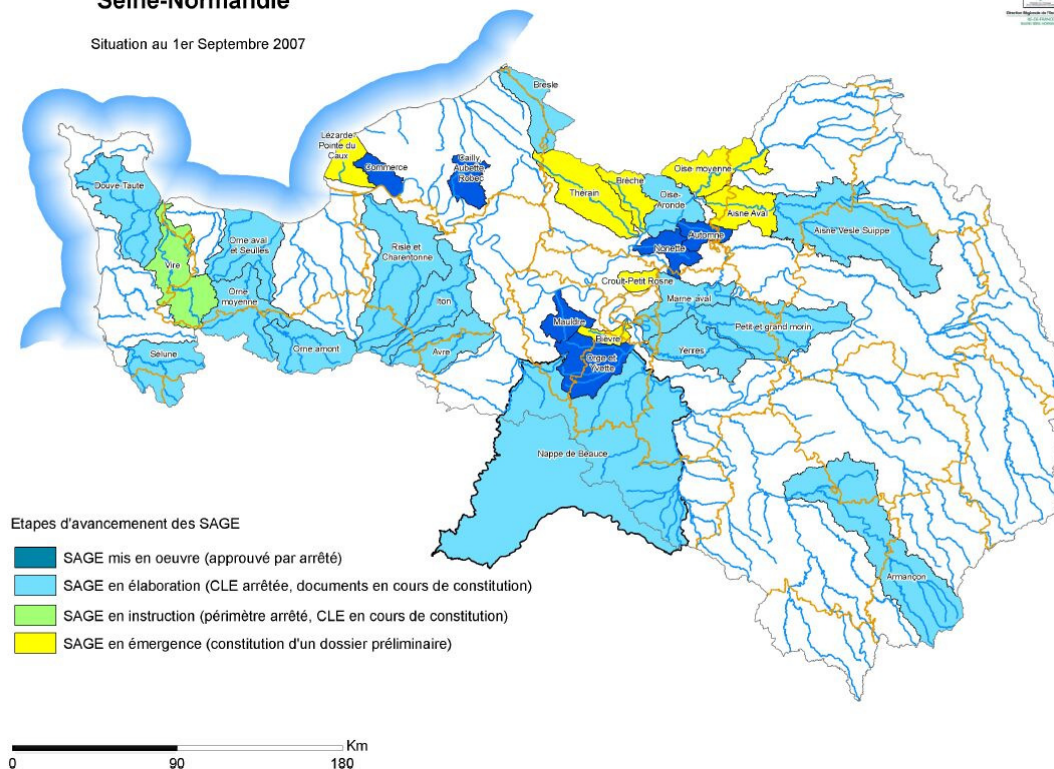 Seine-Normandie
Situation au 1er Septembre 2007
Bresle
Lézarde-
Pointe du
Caux
Commerce
Cailly,
Aubette,
Robec
Thérain
Brèche
Oise moyenne
Oise-
Aronde
Aisne Aval
Aisne Vesle Suippe
Automne
Nonette
Douve-Taute
Vire
Orne aval
et Seulles
Orne
moyenne
Orne amont
Sélune
Risle et
Charentonne
Iton
Avre
Croult-Petit Rosne
Marne aval
Petit et grand morin
Yerres
Mauldre
Bièvre
Orge et
Yvette
Nappe de Beauce
Armançon
Etapes d'avancemenent des SAGE
SAGE mis en oeuvre (approuvé par arrêté)
SAGE en élaboration (CLE arrêtée, documents en cours de constitution)
SAGE en instruction (périmètre arrêté, CLE en cours de constitution)
SAGE en émergence (constitution d'un dossier préliminaire)
Km
0 90 180